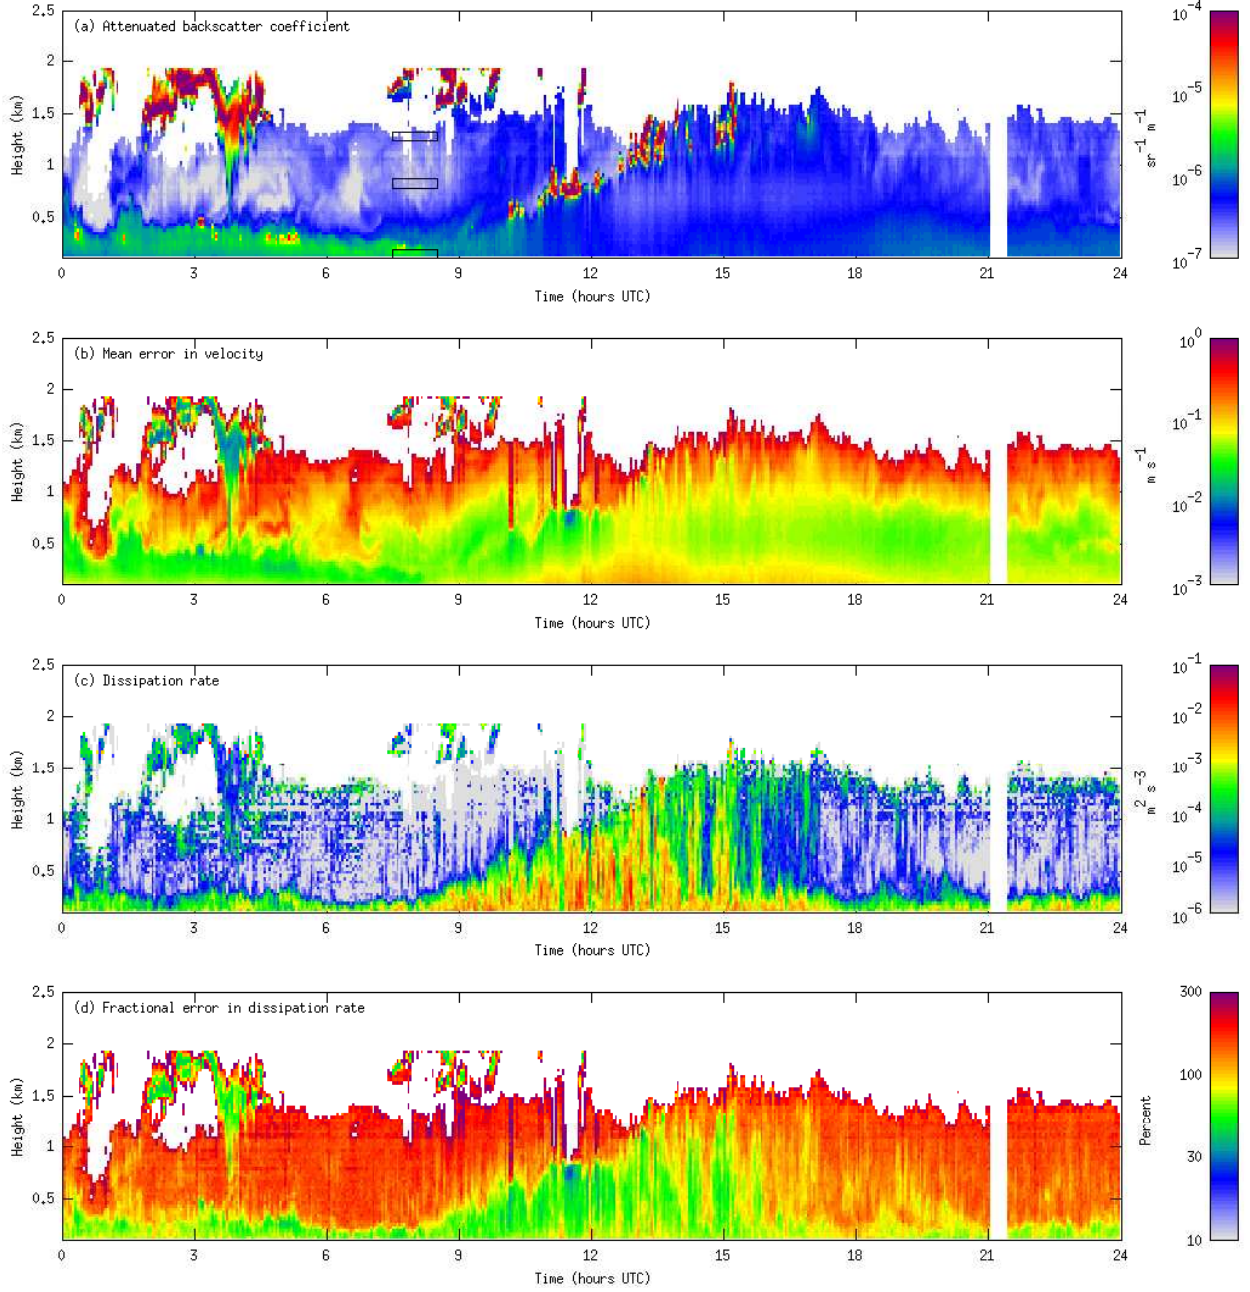 (a) Attenuated backscatter coefficient
2.5
2
1.5
1
0.5
Height (km)
0 3 6 9 12 15 18 21 24
Time (hours UTC)
10^-4
10^-5
10^-6
10^-7
sr^-1 m^-1
(b) Mean error in velocity
2.5
2
1.5
1
0.5
Height (km)
0 3 6 9 12 15 18 21 24
Time (hours UTC)
10^0
10^-1
10^-2
10^-3
m s^-1
(c) Dissipation rate
2.5
2
1.5
1
0.5
Height (km)
0 3 6 9 12 15 18 21 24
Time (hours UTC)
10^-1
10^-2
10^-3
10^-4
10^-5
10^-6
m^2 s^-3
(d) Fractional error in dissipation rate
2.5
2
1.5
1
0.5
Height (km)
0 3 6 9 12 15 18 21 24
Time (hours UTC)
300
100
30
10
Percent